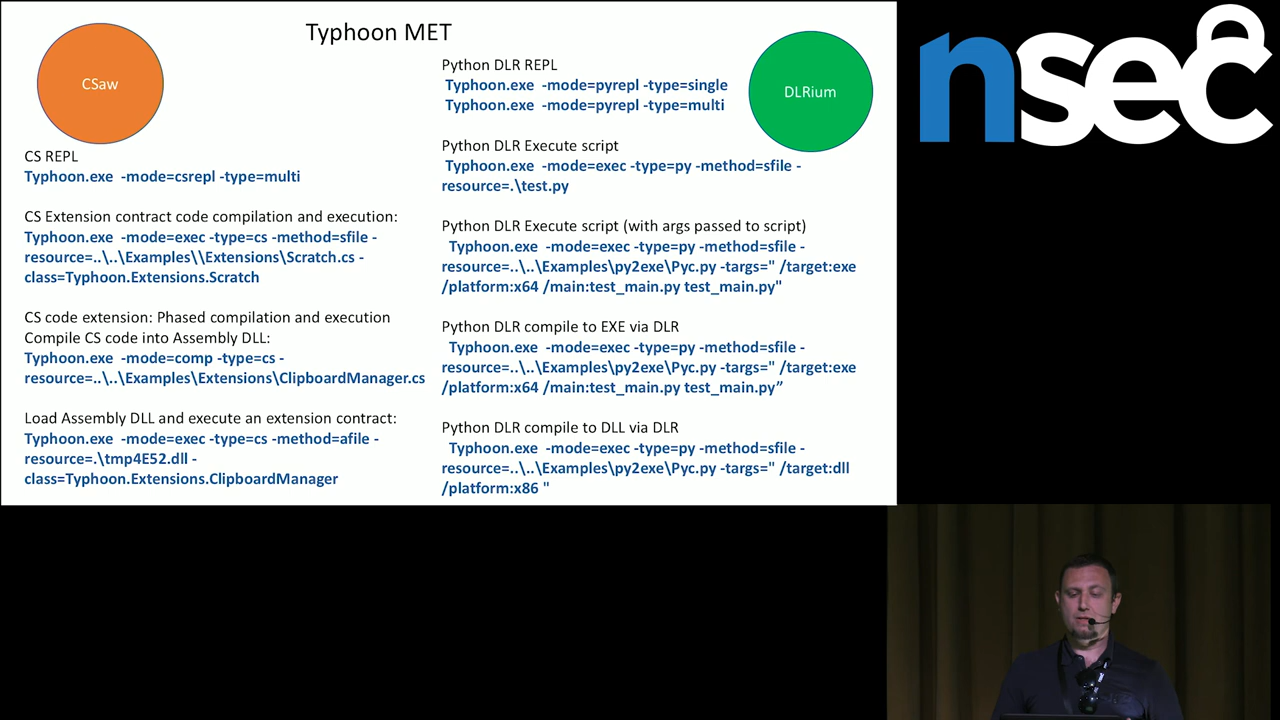 Typhoon MET
CSaw
CS REPL
Typhoon.exe  -mode=csrepl -type=multi
CS Extension contract code compilation and execution:
Typhoon.exe  -mode=exec -type=cs -method=sfile -
resource=..\..\Examples\\Extensions\Scratch.cs -
class=Typhoon.Extensions.Scratch
CS code extension: Phased compilation and execution
Compile CS code into Assembly DLL:
Typhoon.exe  -mode=comp -type=cs -
resource=..\..\Examples\Extensions\ClipboardManager.cs
Load Assembly DLL and execute an extension contract:
Typhoon.exe  -mode=exec -type=cs -method=afile -
resource=.\tmp4E52.dll -
class=Typhoon.Extensions.ClipboardManager
DLRium
Python DLR REPL
Typhoon.exe  -mode=pyrepl -type=single
Typhoon.exe  -mode=pyrepl -type=multi
Python DLR Execute script
Typhoon.exe  -mode=exec -type=py -method=sfile -
resource=.\test.py
Python DLR Execute script (with args passed to script)
Typhoon.exe  -mode=exec -type=py -method=sfile -
resource=..\..\Examples\py2exe\Pyc.py -targs=" /target:exe
/platform:x64 /main:test_main.py test_main.py"
Python DLR compile to EXE via DLR
Typhoon.exe  -mode=exec -type=py -method=sfile -
resource=..\..\Examples\py2exe\Pyc.py -targs=" /target:exe
/platform:x64 /main:test_main.py test_main.py”
Python DLR compile to DLL via DLR
Typhoon.exe  -mode=exec -type=py -method=sfile -
resource=..\..\Examples\py2exe\Pyc.py -targs=" /target:dll
/platform:x86 "
nsec